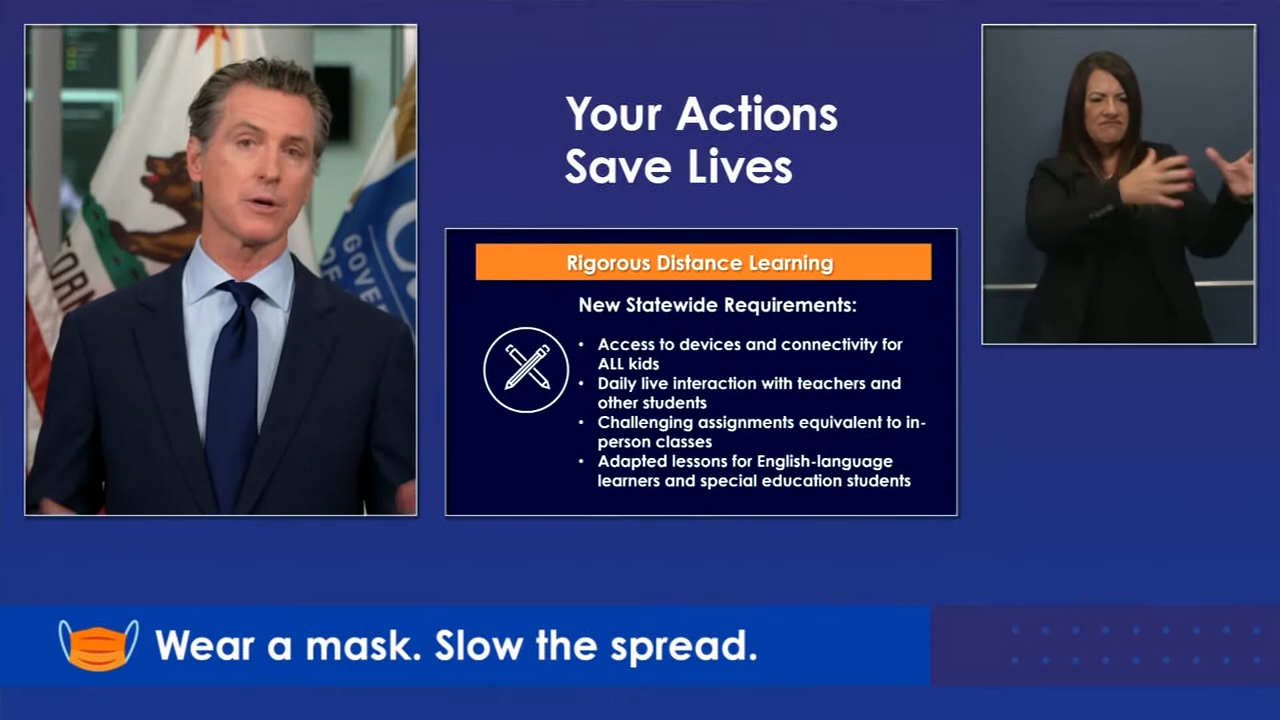 Your Actions
Save Lives
Rigorous Distance Learning
New Statewide Requirements:
• Access to devices and connectivity for
ALL kids
• Daily live interaction with teachers and
other students
• Challenging assignments equivalent to in-
person classes
• Adapted lessons for English-language
learners and special education students
Wear a mask. Slow the spread.